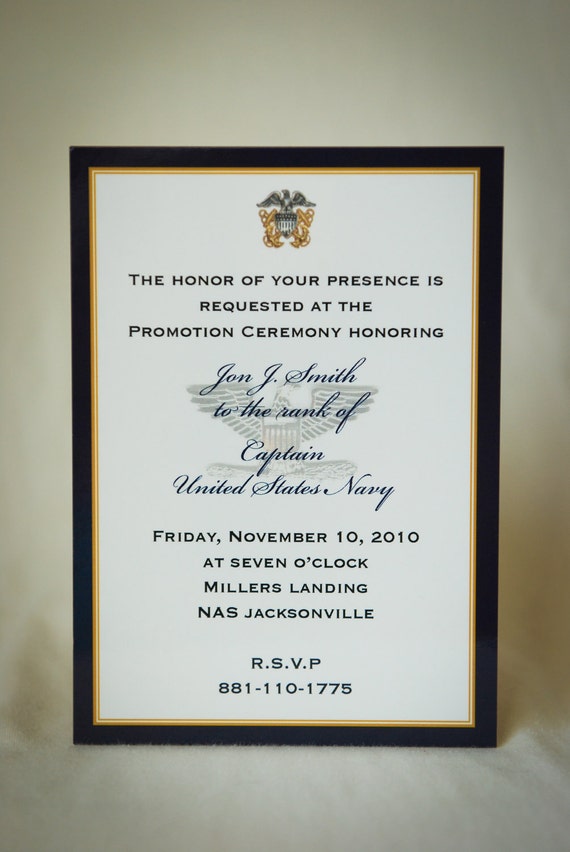 The honor of your presence is
requested at the
Promotion Ceremony honoring
Jon J. Smith
to the rank of
Captain
United States Navy
Friday, November 10, 2010
at seven o'clock
Millers landing
NAS Jacksonville
R.S.V.P
881-110-1775